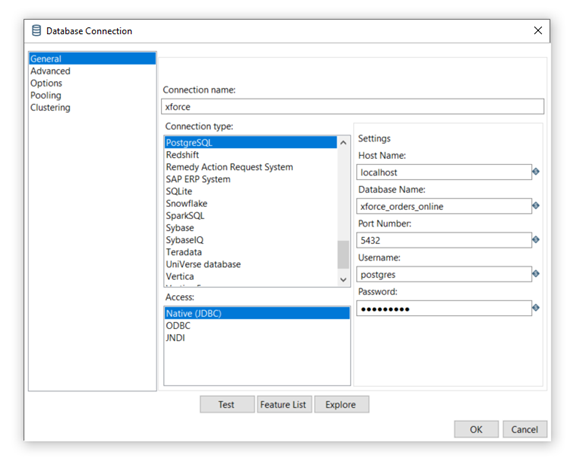 Database Connection
General
Advanced
Options
Pooling
Clustering
Connection name:
xforce
Connection type:
PostgreSQL
Redshift
Remedy Action Request System
SAP ERP System
SQLite
Snowflake
SparkSQL
Sybase
SybaseIQ
Teradata
UniVerse database
Vertica
Access:
Native (JDBC)
ODBC
JNDI
Settings
Host Name:
localhost
Database Name:
xforce_orders_online
Port Number:
5432
Username:
postgres
Password:
●●●●●●●●●
Test
Feature List
Explore
OK
Cancel